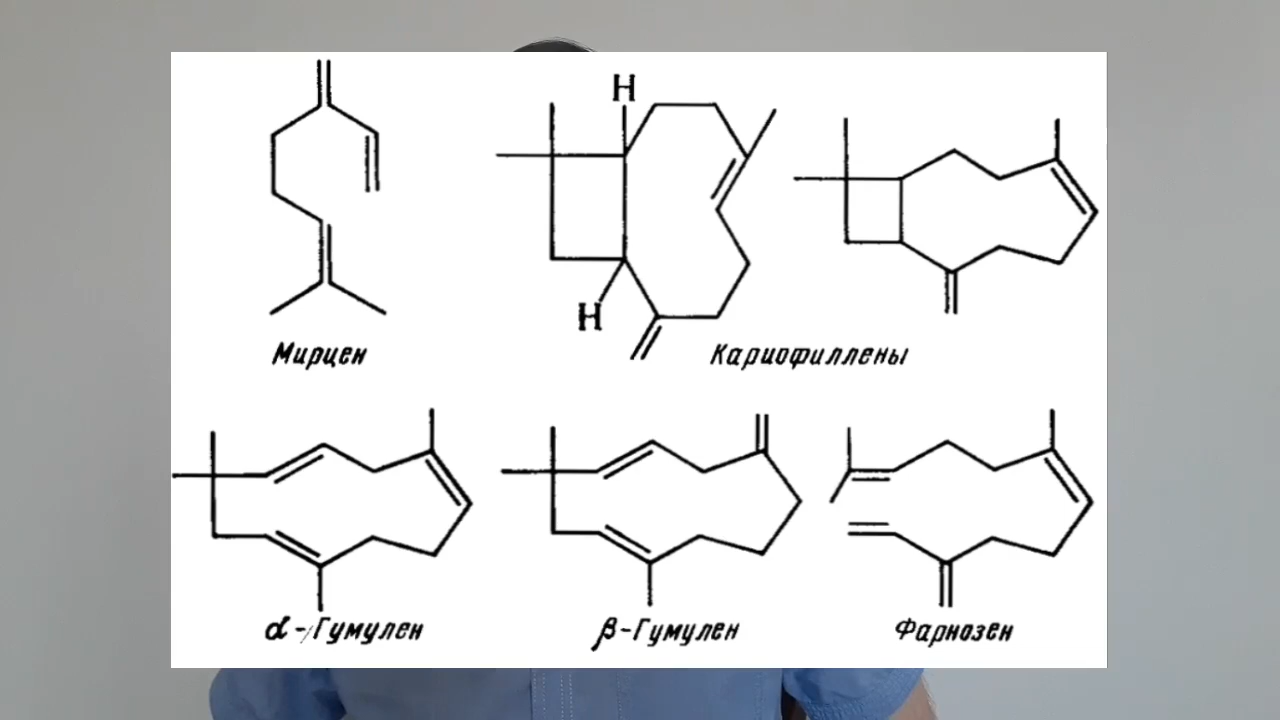 H
H
Мирцен
Кариофиллены
α-Гумулен
β-Гумулен
Фарнозен